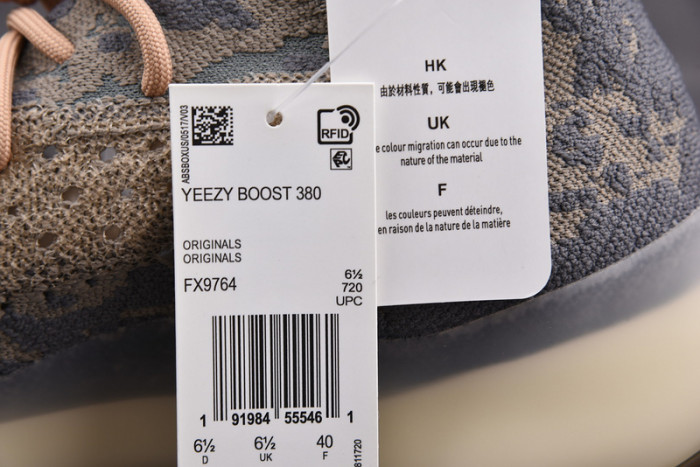 ABSBOXUS/0517/V03
RFID
YEEZY BOOST 380
ORIGINALS
ORIGINALS
FX9764
6½
720
UPC
1 91984 55546 1
6½ 6½ 40
D UK F
811720
HK
由於材料性質，可能會出現褪色
UK
e colour migration can occur due to the
nature of the material
F
les couleurs peuvent déteindre,
en raison de la nature de la matière